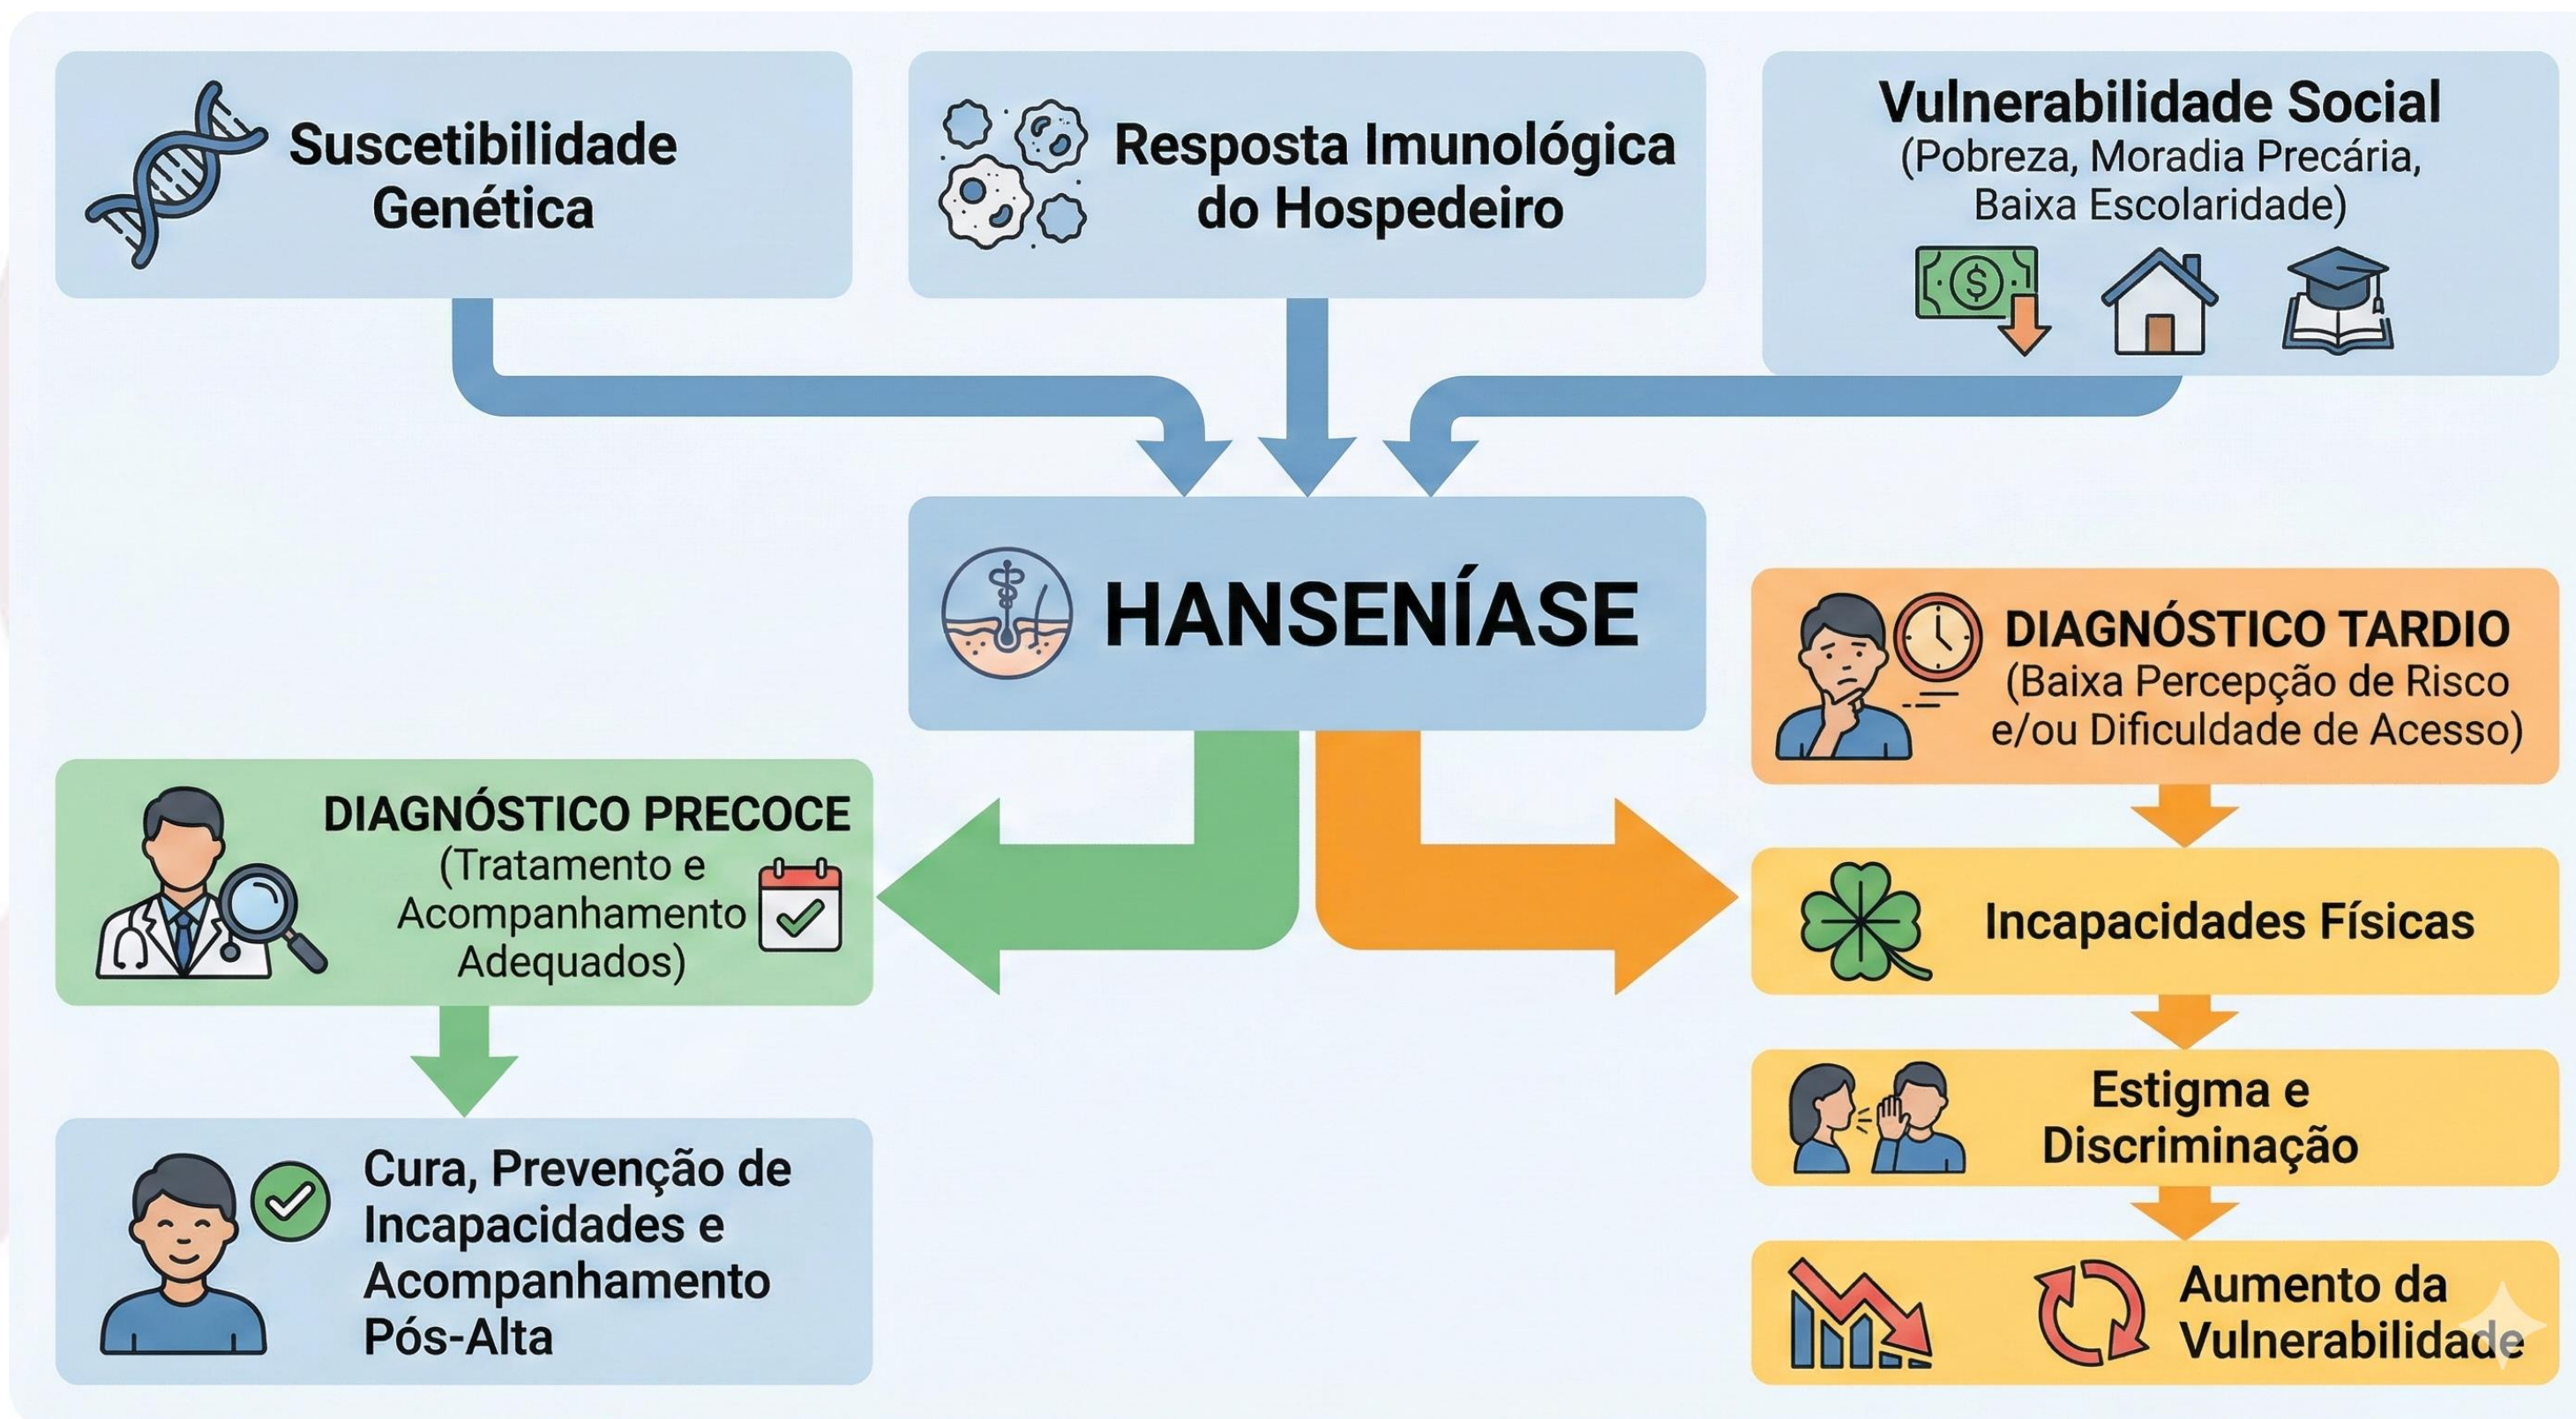 Suscetibilidade
Genética
Resposta Imunológica
do Hospedeiro
Vulnerabilidade Social
(Pobreza, Moradia Precária,
Baixa Escolaridade)
$
HANSENÍASE
DIAGNÓSTICO TARDIO
(Baixa Percepção de Risco
e/ou Dificuldade de Acesso)
DIAGNÓSTICO PRECOCE
(Tratamento e
Acompanhamento
Adequados)
Incapacidades Físicas
Estigma e
Discriminação
Cura, Prevenção de
Incapacidades e
Acompanhamento
Pós-Alta
Aumento da
Vulnerabilidade